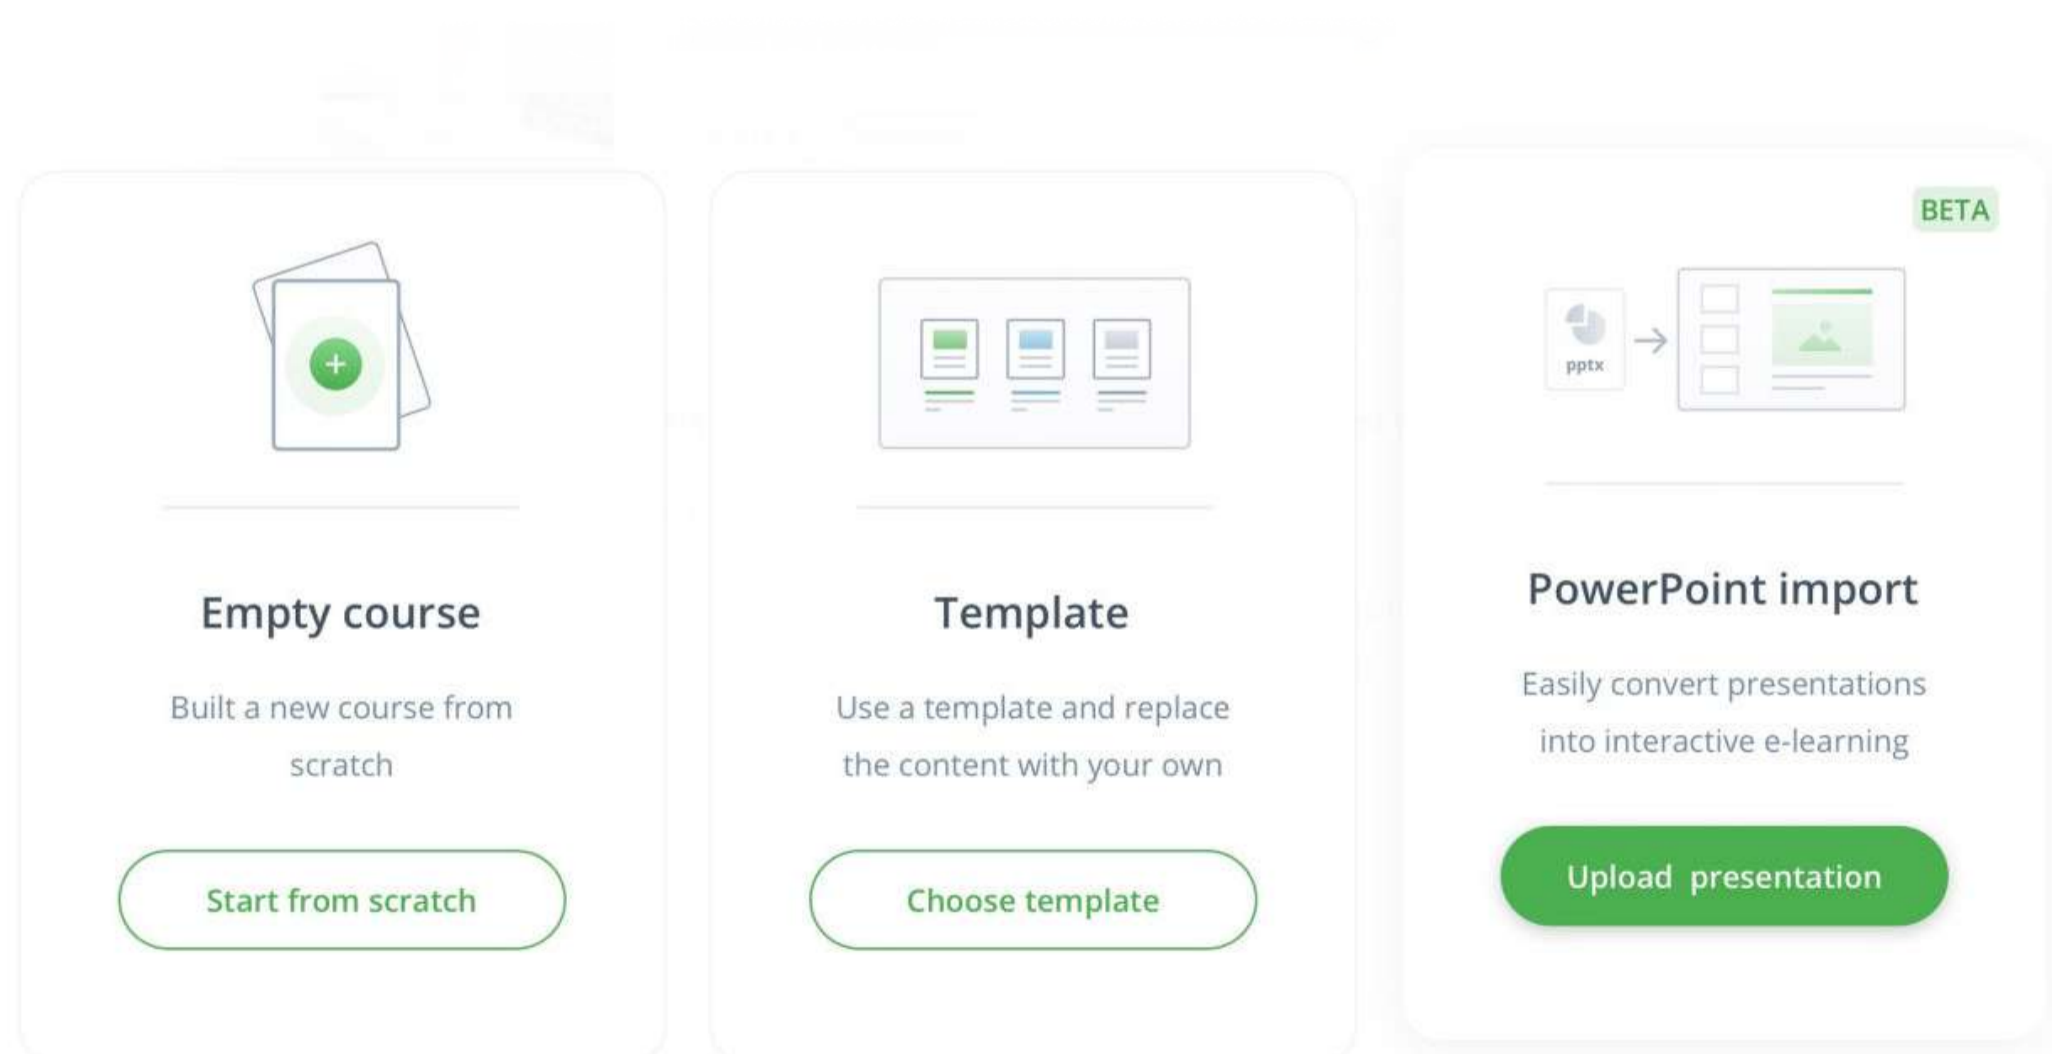 Empty course
Built a new course from
scratch
Start from scratch
Template
Use a template and replace
the content with your own
Choose template
BETA
pptx
PowerPoint import
Easily convert presentations
into interactive e-learning
Upload presentation